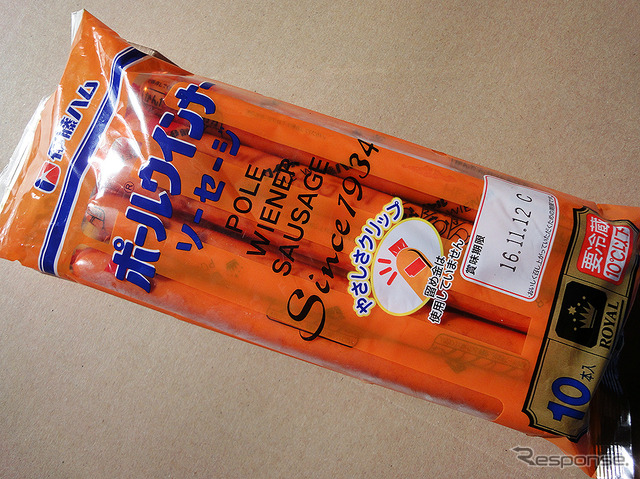 伊藤ハム
ポールウインナー
ソーセージ
POLE
WIENER
SAUSAGE
Since 1934
やさしさクリップ
留め金は
使用していません。
賞味期限
16.11.12 C
要冷蔵
10℃以下
ROYAL
10本入
Response.